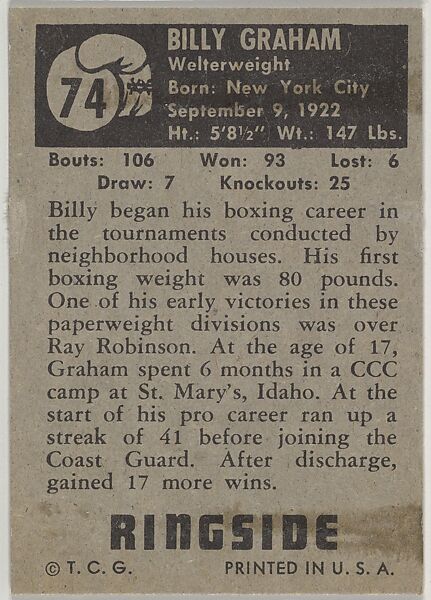 74
BILLY GRAHAM
Welterweight
Born: New York City
September 9, 1922
Ht.: 5'8½" Wt.: 147 Lbs.
Bouts: 106 Won: 93 Lost: 6
Draw: 7 Knockouts: 25
Billy began his boxing career in
the tournaments conducted by
neighborhood houses. His first
boxing weight was 80 pounds.
One of his early victories in these
paperweight divisions was over
Ray Robinson. At the age of 17,
Graham spent 6 months in a CCC
camp at St. Mary's, Idaho. At the
start of his pro career ran up a
streak of 41 before joining the
Coast Guard. After discharge,
gained 17 more wins.
RINGSIDE
© T. C. G. PRINTED IN U. S. A.